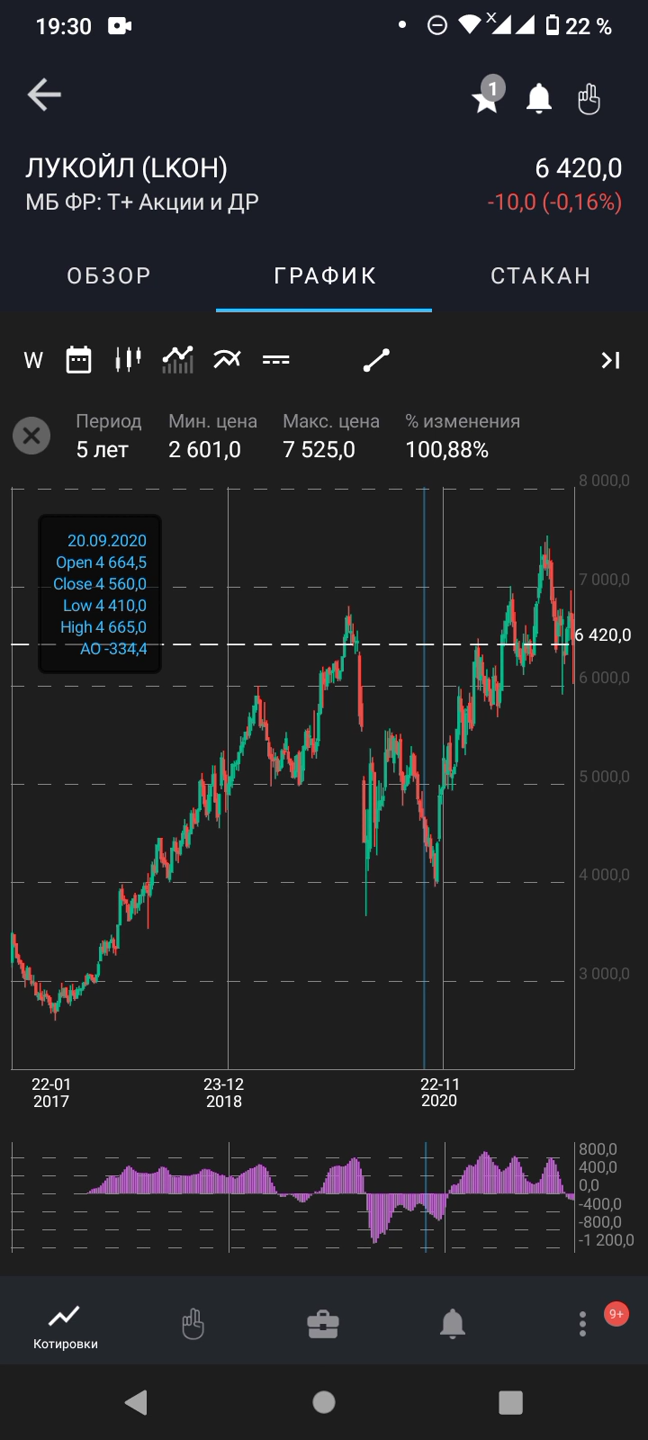 19:30
22 %
1
ЛУКОЙЛ (LKOH)
6 420,0
МБ ФР: Т+ Акции и ДР
-10,0 (-0,16%)
ОБЗОР
ГРАФИК
СТАКАН
W
Период
Мин. цена
Макс. цена
% изменения
5 лет
2 601,0
7 525,0
100,88%
8 000,0
20.09.2020
Open 4 664,5
Close 4 560,0
Low 4 410,0
High 4 665,0
AO -334,4
7 000,0
6 420,0
6 000,0
5 000,0
4 000,0
3 000,0
22-01
2017
23-12
2018
22-11
2020
800,0
400,0
0,0
-400,0
-800,0
-1 200,0
Котировки
9+